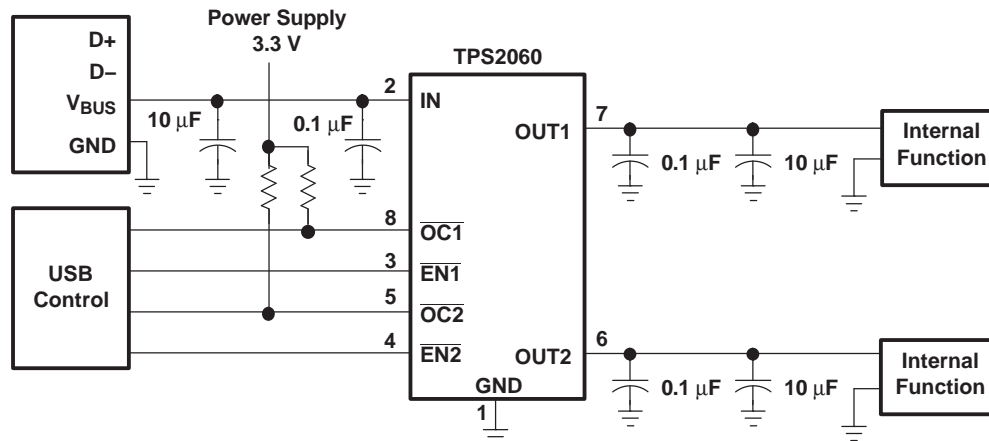 Power Supply
3.3 V
TPS2060
D+
D−
VBUS
GND
10 μF
0.1 μF
2
IN
7
OUT1
0.1 μF
10 μF
Internal
Function
USB
Control
8
OC1
3
EN1
5
OC2
4
EN2
6
OUT2
GND
1
0.1 μF
10 μF
Internal
Function